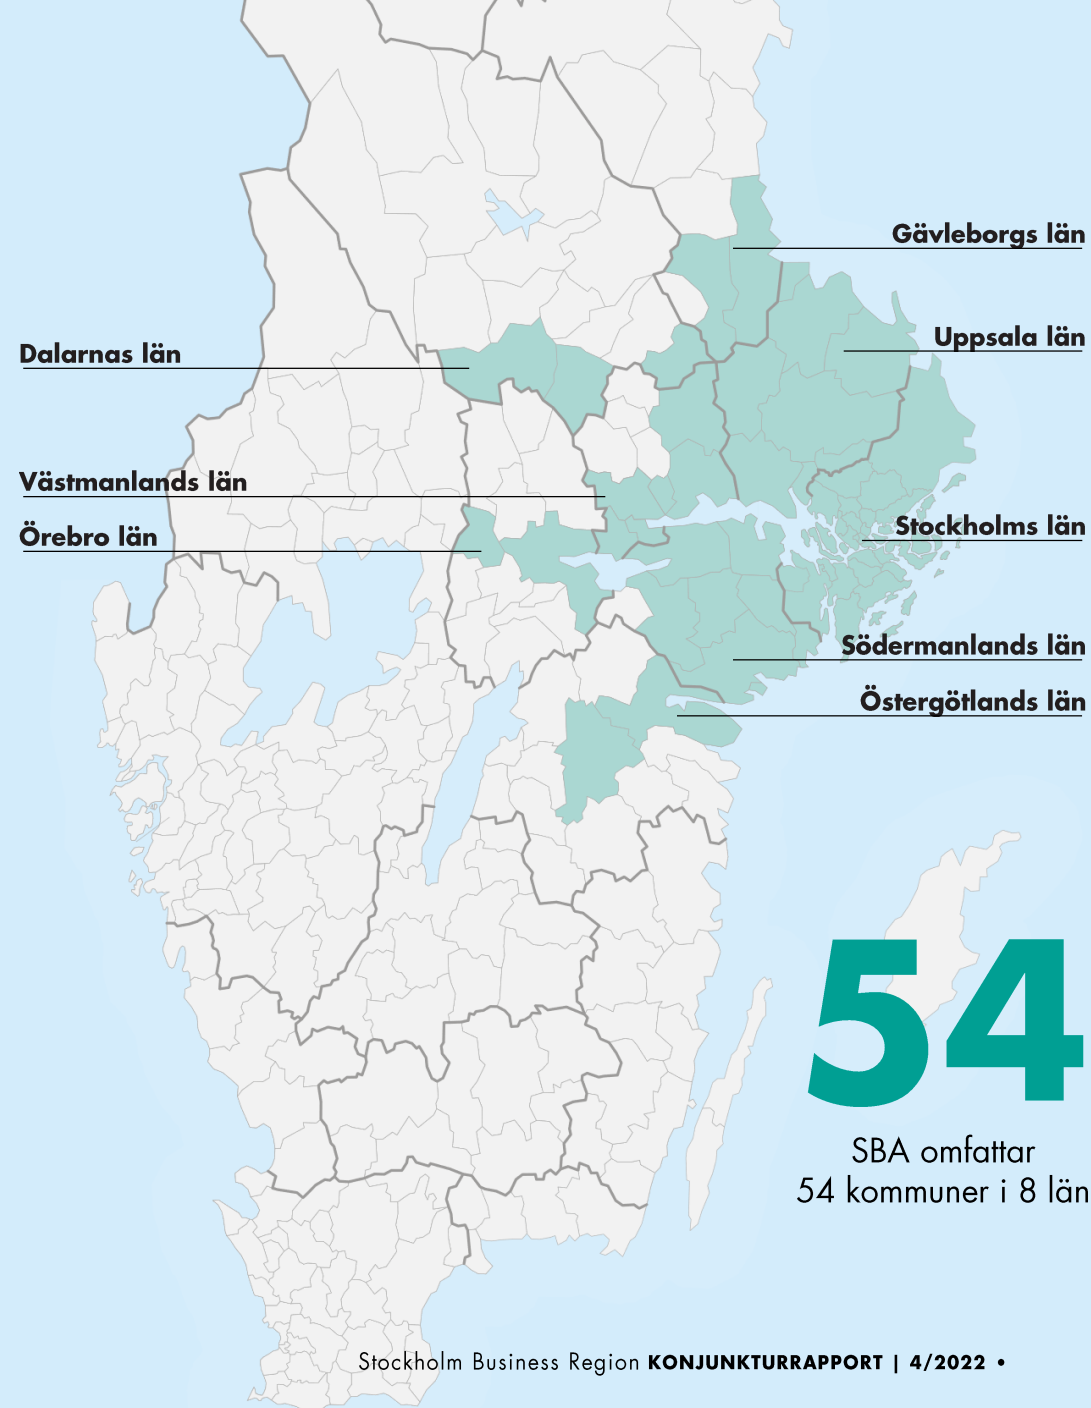 Gävleborgs län
Uppsala län
Dalarnas län
Västmanlands län
Örebro län
Stockholms län
Södermanlands län
Östergötlands län
54
SBA omfattar
54 kommuner i 8 län
Stockholm Business Region KONJUNKTURRAPPORT | 4/2022 •